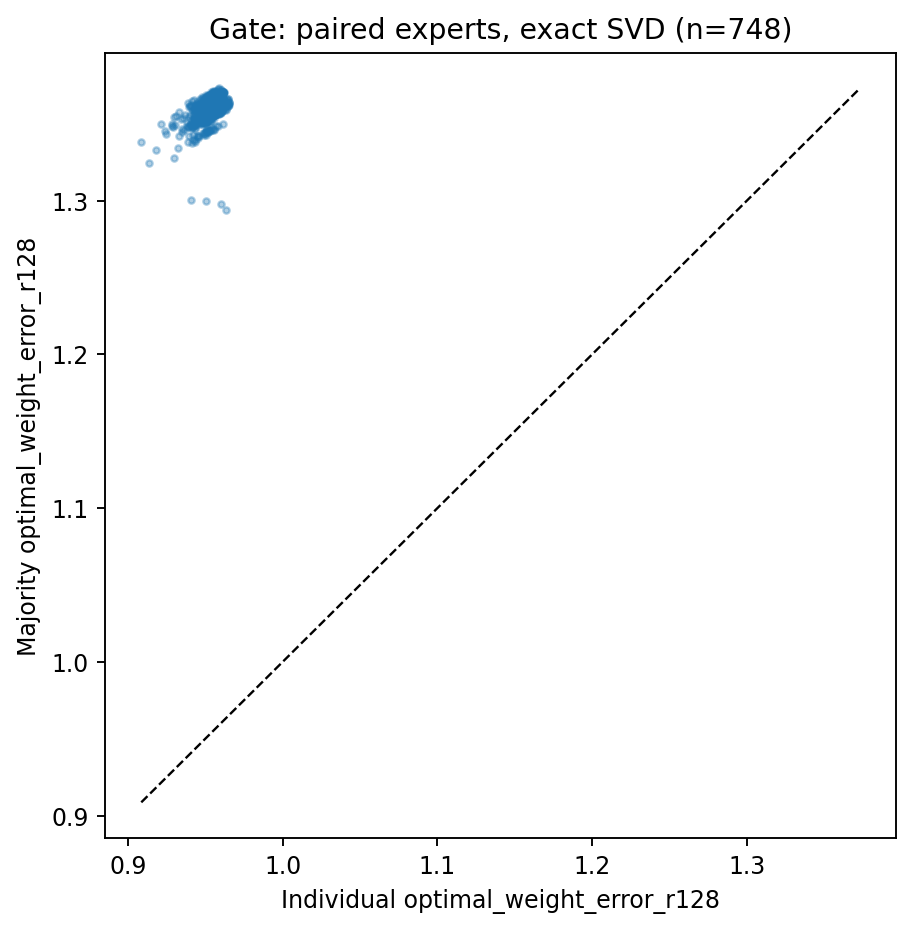 Gate: paired experts, exact SVD (n=748)
Majority optimal_weight_error_r128
1.3
1.2
1.1
1.0
0.9
0.9 1.0 1.1 1.2 1.3
Individual optimal_weight_error_r128